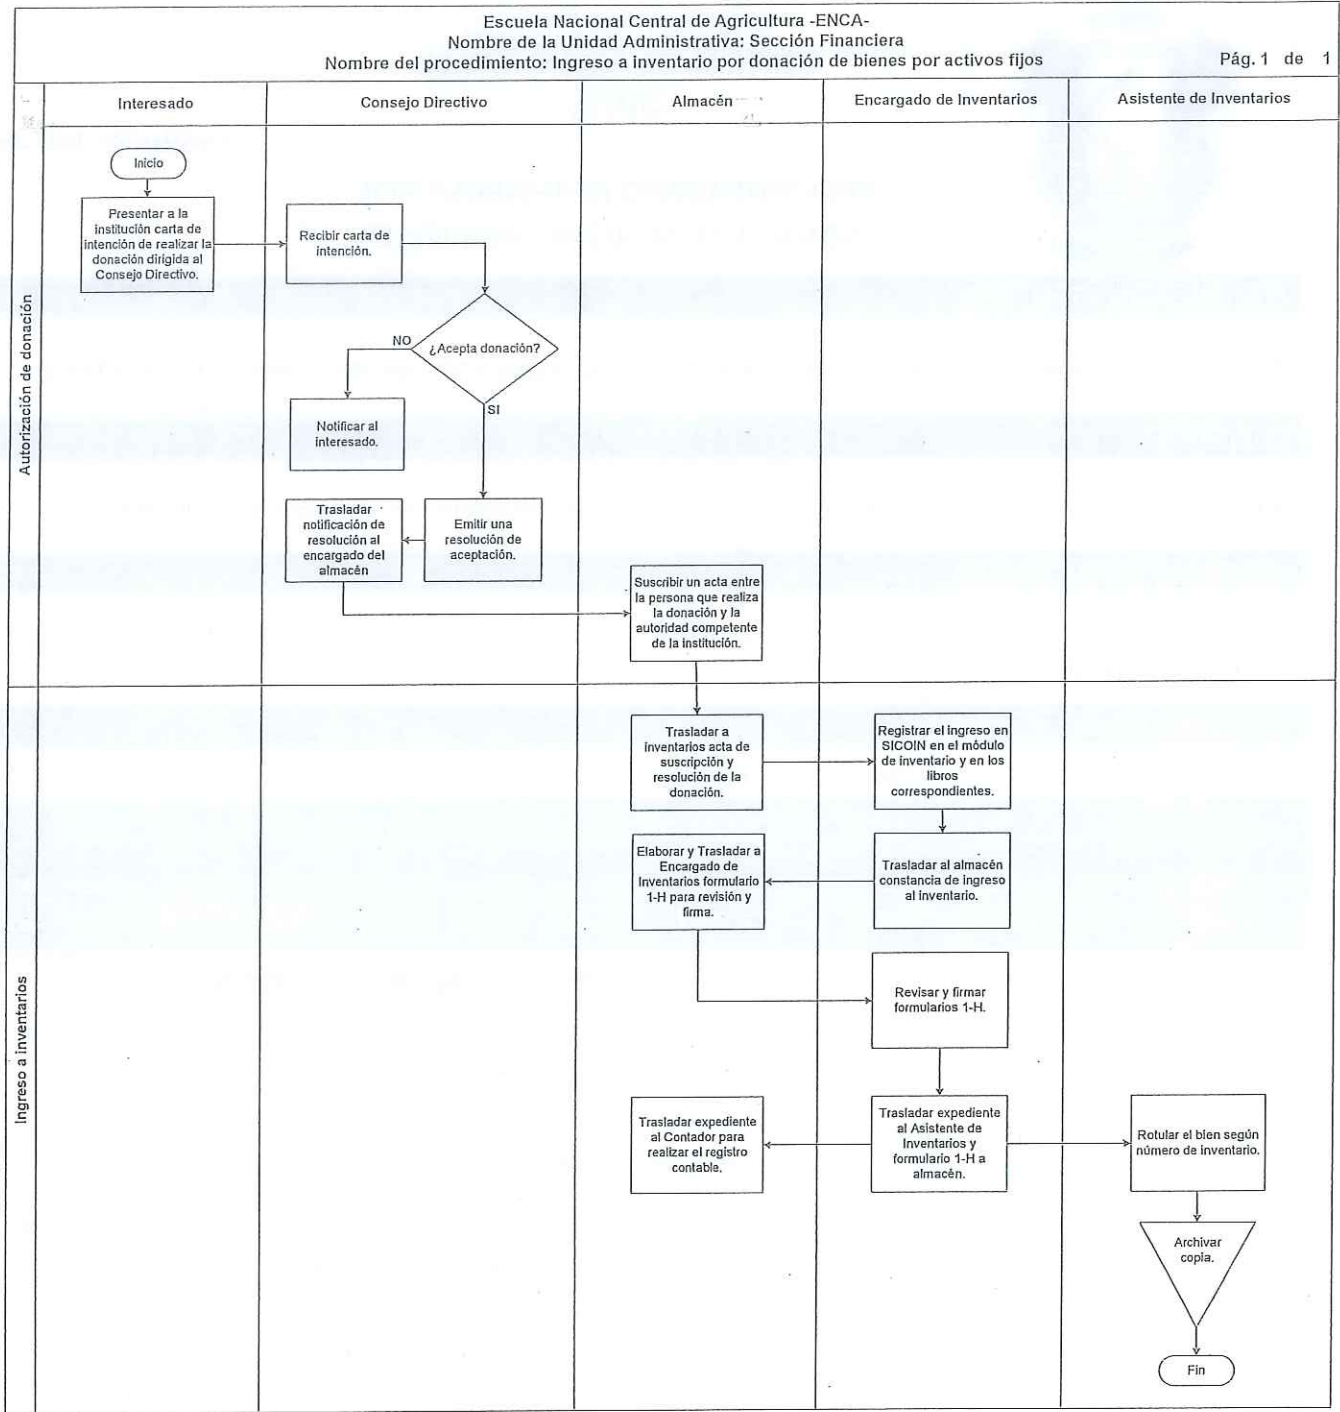 Escuela Nacional Central de Agricultura -ENCA-
Nombre de la Unidad Administrativa: Sección Financiera
Nombre del procedimiento: Ingreso a inventario por donación de bienes por activos fijos
Pág. 1 de 1
Interesado
Consejo Directivo
Almacén
Encargado de Inventarios
Asistente de Inventarios
Autorización de donación
Inicio
Presentar a la
institución carta de
intención de realizar la
donación dirigida al
Consejo Directivo.
Recibir carta de
intención.
¿Acepta donación?
NO
SI
Notificar al
interesado.
Emitir una
resolución de
aceptación.
Trasladar
notificación de
resolución al
encargado del
almacén
Suscribir un acta entre
la persona que realiza
la donación y la
autoridad competente
de la institución.
Ingreso a inventarios
Trasladar a
inventarios acta de
suscripción y
resolución de la
donación.
Registrar el ingreso en
SICOIN en el módulo
de inventario y en los
libros
correspondientes.
Trasladar al almacén
constancia de ingreso
al inventario.
Elaborar y Trasladar a
Encargado de
Inventarios formulario
1-H para revisión y
firma.
Revisar y firmar
formularios 1-H.
Trasladar expediente
al Asistente de
Inventarios y
formulario 1-H a
almacén.
Trasladar expediente
al Contador para
realizar el registro
contable.
Rotular el bien según
número de inventario.
Archivar
copia.
Fin